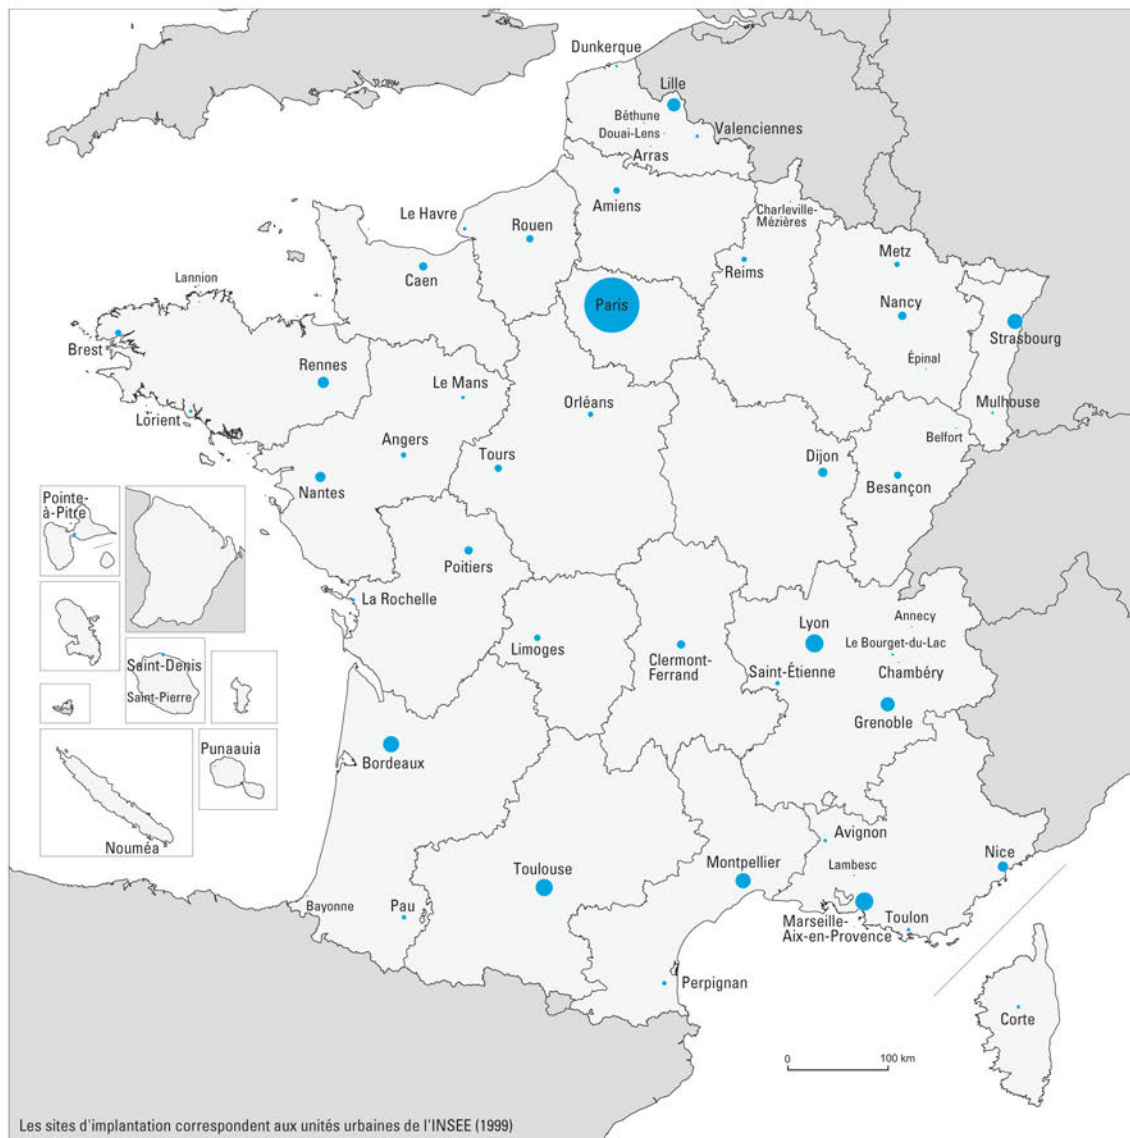 Dunkerque
Lille
Béthune
Douai-Lens
Valenciennes
Arras
Amiens
Charleville-
Mézières
Le Havre
Rouen
Caen
Reims
Metz
Lannion
Paris
Nancy
Strasbourg
Brest
Rennes
Épinal
Le Mans
Orléans
Mulhouse
Lorient
Belfort
Angers
Tours
Dijon
Besançon
Nantes
Pointe-
à-Pitre
Poitiers
La Rochelle
Limoges
Clermont-
Ferrand
Lyon
Annecy
Le Bourget-du-Lac
Chambéry
Saint-Étienne
Grenoble
Saint-Denis
Saint-Pierre
Punaauia
Nouméa
Bordeaux
Avignon
Lambesc
Nice
Toulouse
Montpellier
Bayonne
Pau
Marseille-
Aix-en-Provence
Toulon
Perpignan
Corte
0 100 km
Les sites d'implantation correspondent aux unités urbaines de l'INSEE (1999)